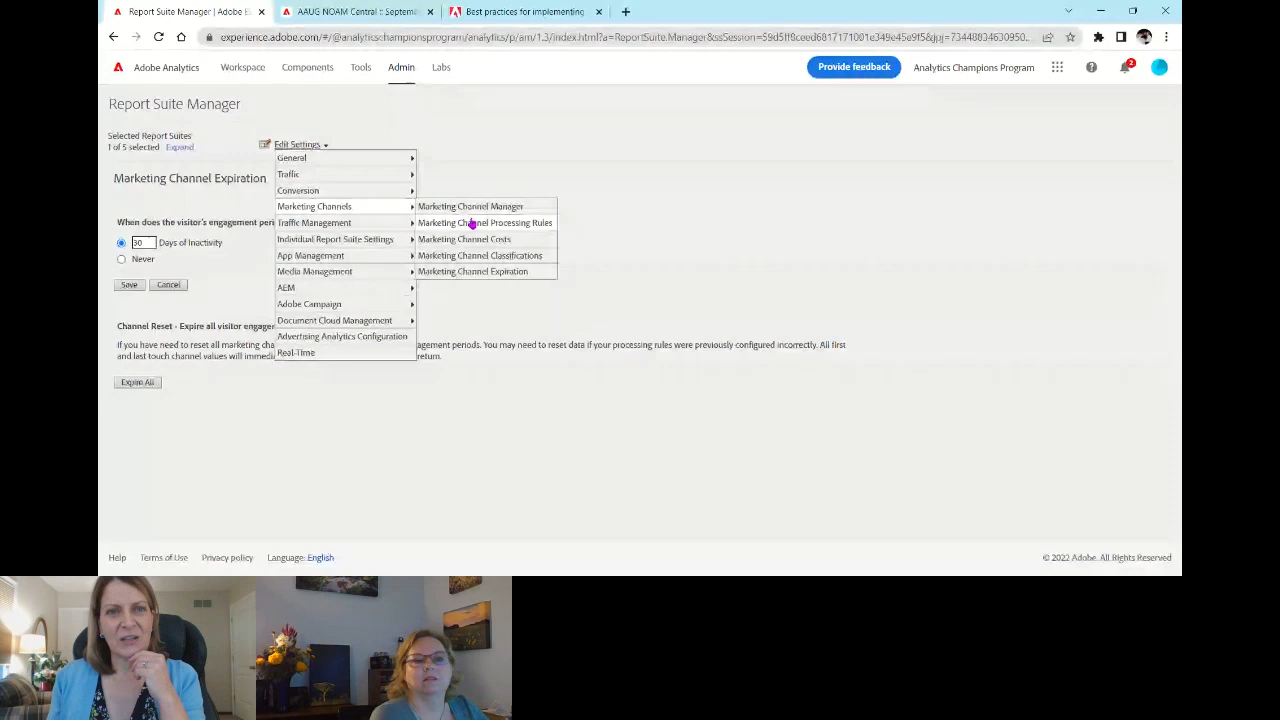 Report Suite Manager | Adobe E
AAUG NOAM Central : Septemb
Best practices for implementing
experience.adobe.com/#/@analyticschampionsprogram/analytics/p/am/1.3/index.html?a=ReportSuite.Manager&ssSession=59d5ff8ceed6817171001e349e45e9f5&jpj=73448834630950...
Adobe Analytics
Workspace
Components
Tools
Admin
Labs
Provide feedback
Analytics Champions Program
2
Report Suite Manager
Selected Report Suites
1 of 5 selected Expand
Edit Settings
General
Traffic
Conversion
Marketing Channels
Traffic Management
Individual Report Suite Settings
App Management
Media Management
AEM
Adobe Campaign
Document Cloud Management
Advertising Analytics Configuration
Real-Time
Marketing Channel Manager
Marketing Channel Processing Rules
Marketing Channel Costs
Marketing Channel Classifications
Marketing Channel Expiration
Marketing Channel Expiration
When does the visitor's engagement peri
30 Days of Inactivity
Never
Save Cancel
Channel Reset - Expire all visitor engager
If you have need to reset all marketing cha ngagement periods. You may need to reset data if your processing rules were previously configured incorrectly. All first
and last touch channel values will immedi return.
Expire All
Help Terms of Use Privacy policy Language: English
© 2022 Adobe. All Rights Reserved